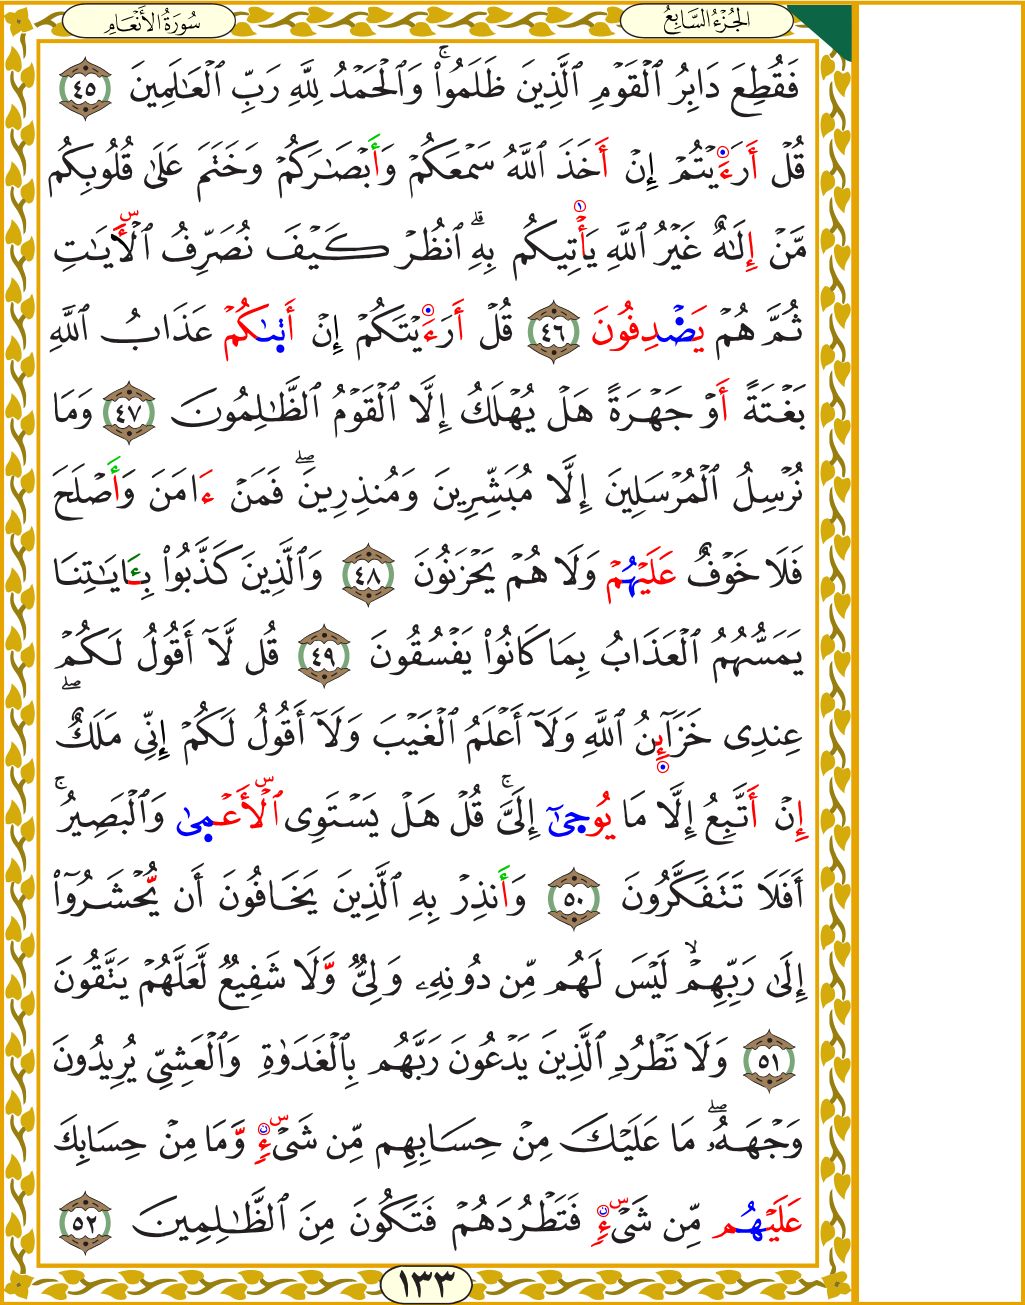 سُورَةُ الأَنْعَامِ
الجُزْءُ السَّابِعُ
فَقُطِعَ دَابِرُ ٱلۡقَوۡمِ ٱلَّذِينَ ظَلَمُواْۚ وَٱلۡحَمۡدُ لِلَّهِ رَبِّ ٱلۡعَٰلَمِينَ ٤٥
قُلۡ أَرَءَيۡتُمۡ إِنۡ أَخَذَ ٱللَّهُ سَمۡعَكُمۡ وَأَبۡصَٰرَكُمۡ وَخَتَمَ عَلَىٰ قُلُوبِكُم
مَّنۡ إِلَٰهٌ غَيۡرُ ٱللَّهِ يَأۡتِيكُم بِهِۗ ٱنظُرۡ كَيۡفَ نُصَرِّفُ ٱلۡأٓيَٰتِ
ثُمَّ هُمۡ يَصۡدِفُونَ ٤٦ قُلۡ أَرَءَيۡتَكُمۡ إِنۡ أَتَىٰكُمۡ عَذَابُ ٱللَّهِ
بَغۡتَةً أَوۡ جَهۡرَةً هَلۡ يُهۡلَكُ إِلَّا ٱلۡقَوۡمُ ٱلظَّٰلِمُونَ ٤٧ وَمَا
نُرۡسِلُ ٱلۡمُرۡسَلِينَ إِلَّا مُبَشِّرِينَ وَمُنذِرِينَۖ فَمَنۡ ءَامَنَ وَأَصۡلَحَ
فَلَا خَوۡفٌ عَلَيۡهُمۡ وَلَا هُمۡ يَحۡزَنُونَ ٤٨ وَٱلَّذِينَ كَذَّبُواْ بِـَٔايَٰتِنَا
يَمَسُّهُمُ ٱلۡعَذَابُ بِمَا كَانُواْ يَفۡسُقُونَ ٤٩ قُل لَّآ أَقُولُ لَكُمۡ
عِندِي خَزَآئِنُ ٱللَّهِ وَلَآ أَعۡلَمُ ٱلۡغَيۡبَ وَلَآ أَقُولُ لَكُمۡ إِنِّي مَلَكٌۖ
إِنۡ أَتَّبِعُ إِلَّا مَا يُوحَىٰٓ إِلَيَّۚ قُلۡ هَلۡ يَسۡتَوِي ٱلۡأَعۡمَىٰ وَٱلۡبَصِيرُۚ
أَفَلَا تَتَفَكَّرُونَ ٥٠ وَأَنذِرۡ بِهِ ٱلَّذِينَ يَخَافُونَ أَن يُحۡشَرُوٓاْ
إِلَىٰ رَبِّهِمۡۙ لَيۡسَ لَهُم مِّن دُونِهِۦ وَلِيٌّ وَلَا شَفِيعٌ لَّعَلَّهُمۡ يَتَّقُونَ
٥١ وَلَا تَطۡرُدِ ٱلَّذِينَ يَدۡعُونَ رَبَّهُم بِٱلۡغَدَوٰةِ وَٱلۡعَشِيِّ يُرِيدُونَ
وَجۡهَهُۥۖ مَا عَلَيۡكَ مِنۡ حِسَابِهِم مِّن شَيۡءٖ وَمَا مِنۡ حِسَابِكَ
عَلَيۡهُم مِّن شَيۡءٖ فَتَطۡرُدَهُمۡ فَتَكُونَ مِنَ ٱلظَّٰلِمِينَ ٥٢
١٣٣